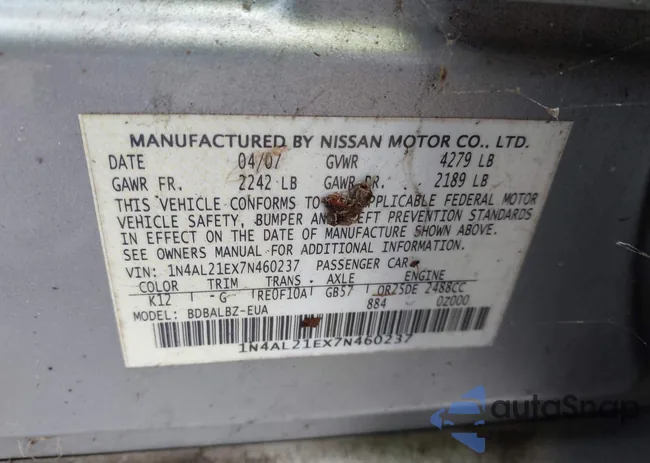 MANUFACTURED BY NISSAN MOTOR CO., LTD.
DATE 04/07 GVWR 4279 LB
GAWR FR. 2242 LB GAWR RR. 2189 LB
THIS VEHICLE CONFORMS TO APPLICABLE FEDERAL MOTOR
VEHICLE SAFETY, BUMPER AND THEFT PREVENTION STANDARDS
IN EFFECT ON THE DATE OF MANUFACTURE SHOWN ABOVE.
SEE OWNERS MANUAL FOR ADDITIONAL INFORMATION.
VIN: 1N4AL21EX7N460237 PASSENGER CAR
COLOR TRIM TRANS. AXLE ENGINE
K12 G RE0F10A GB57 QR25DE 2488CC
MODEL: BDBALBZ-EUA 884 0Z000
1N4AL21EX7N460237
autoSnap